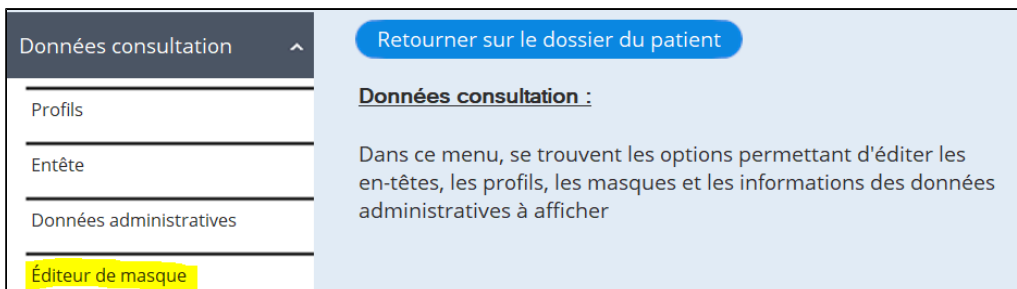 Données consultation
Profils
Entête
Données administratives
Éditeur de masque
Retourner sur le dossier du patient
Données consultation :
Dans ce menu, se trouvent les options permettant d'éditer les
en-têtes, les profils, les masques et les informations des données
administratives à afficher